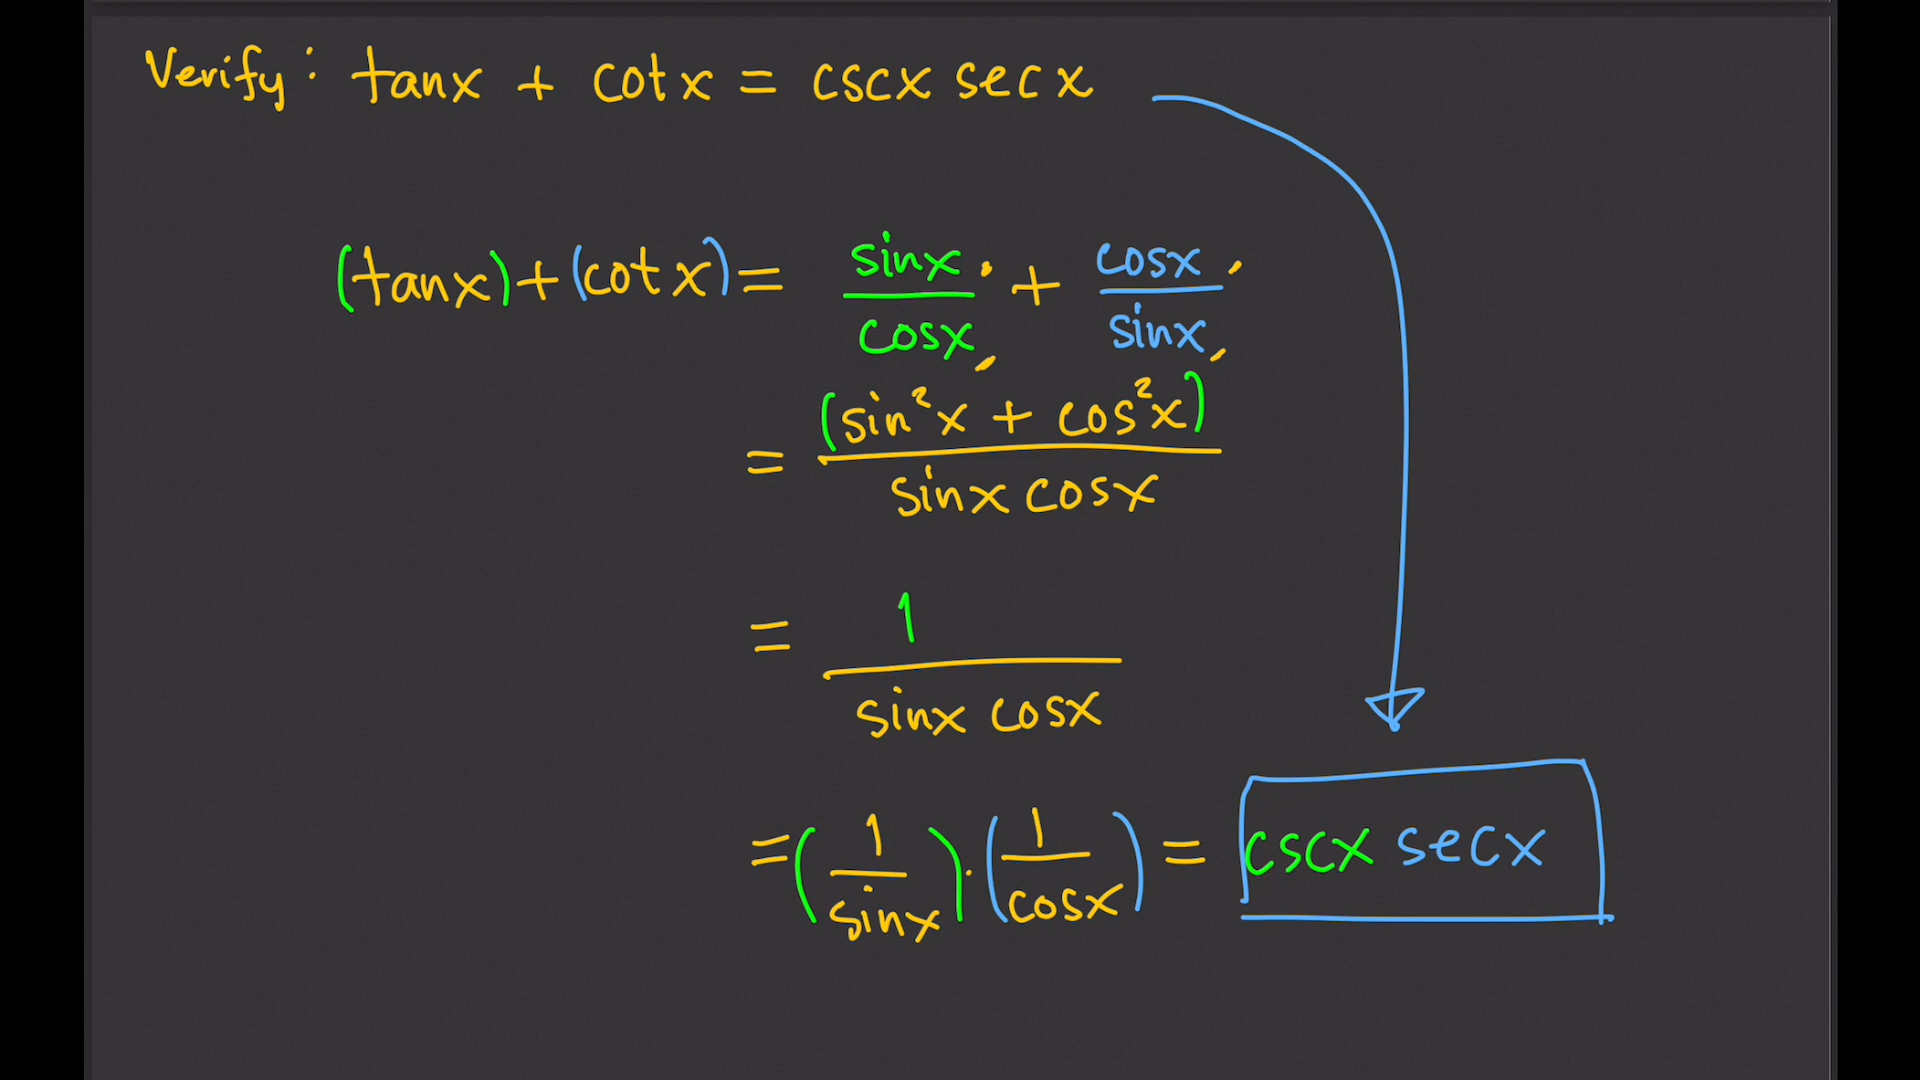 Verify: tanx + cotx = cscx secx
(tanx)+(cotx) = sinx/cosx · + cosx/sinx ·
= (sin²x + cos²x)/sinx cosx
= 1/sinx cosx
= (1/sinx)·(1/cosx) = cscx secx